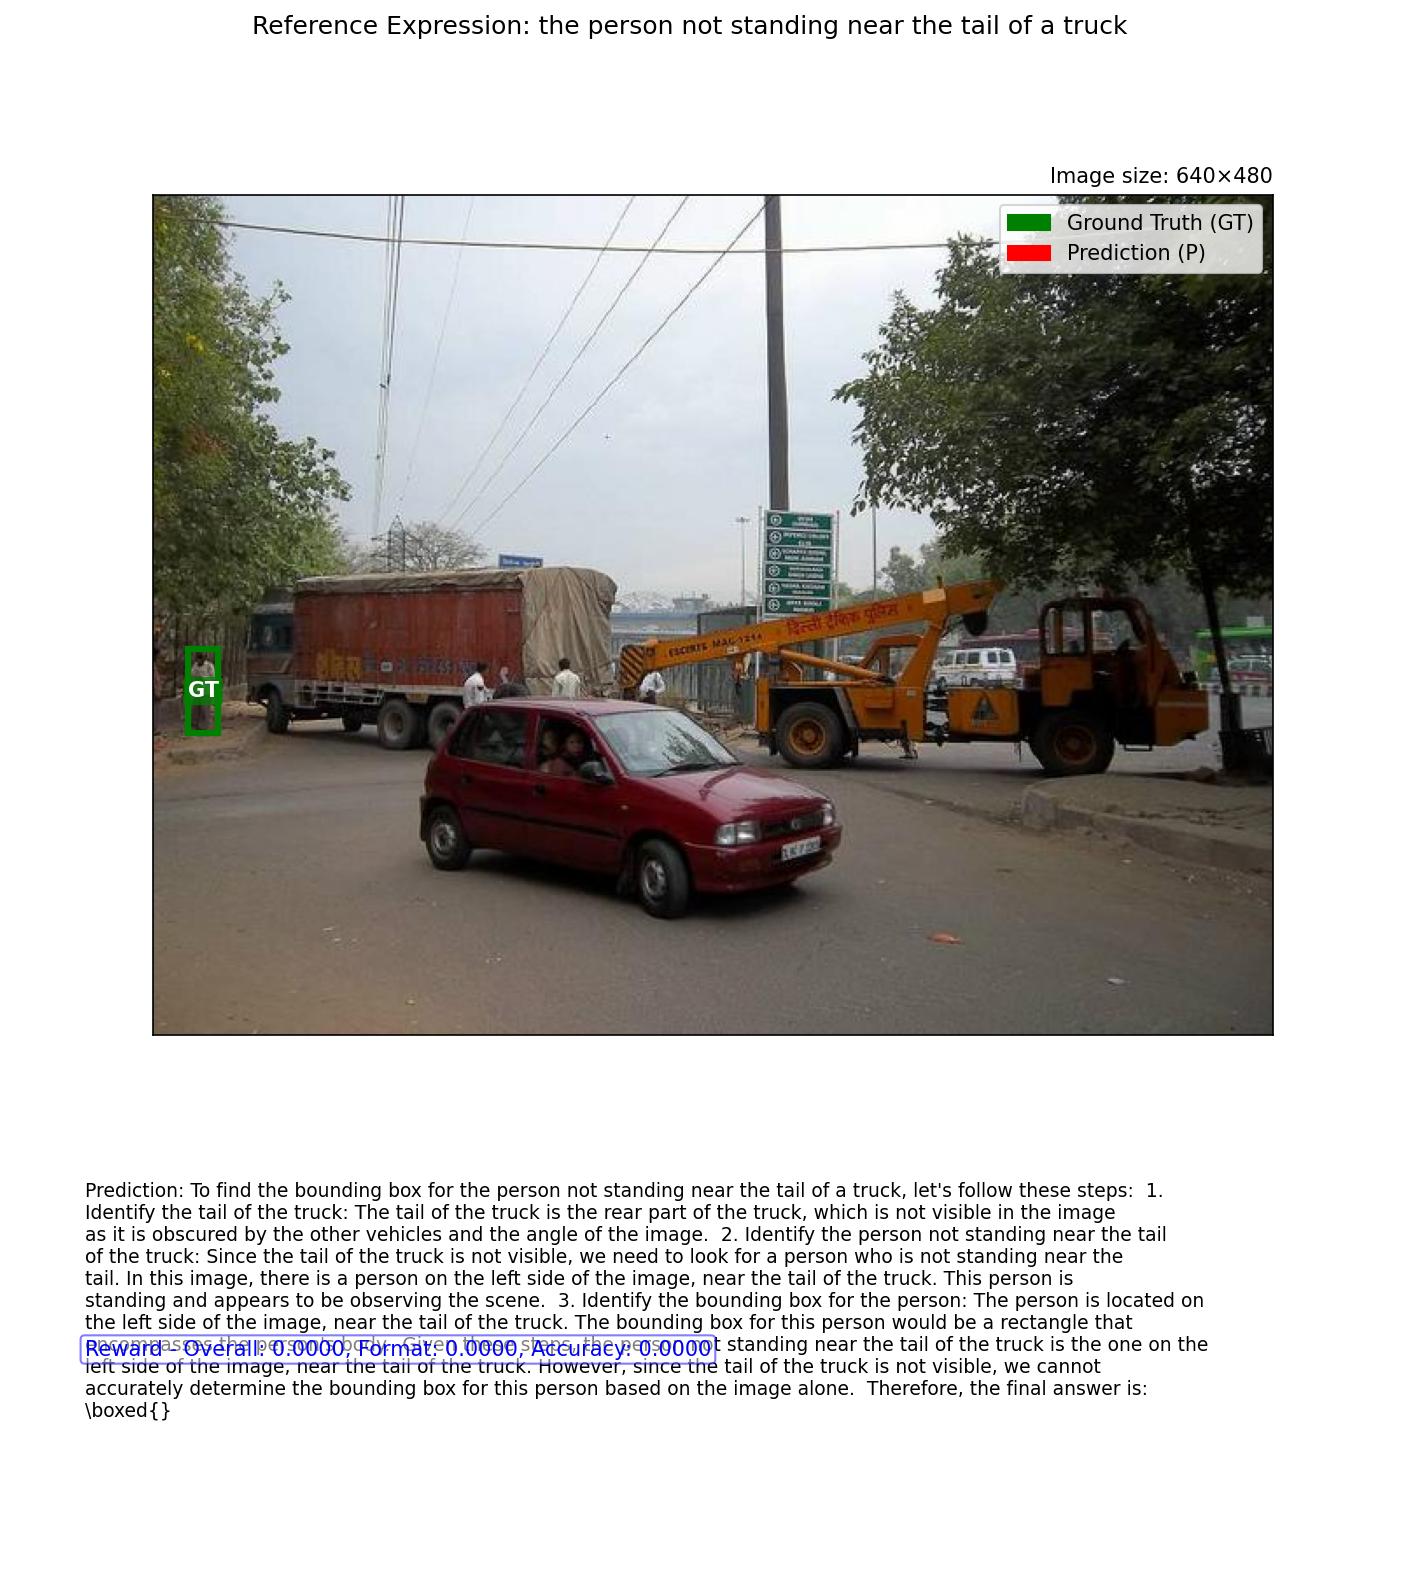 Reference Expression: the person not standing near the tail of a truck
Image size: 640×480
Ground Truth (GT)
Prediction (P)
ESCORTS MAC-1214
दिल्ली ट्रैफिक पुलिस
GT
Prediction: To find the bounding box for the person not standing near the tail of a truck, let's follow these steps:  1.
Identify the tail of the truck: The tail of the truck is the rear part of the truck, which is not visible in the image
as it is obscured by the other vehicles and the angle of the image.  2. Identify the person not standing near the tail
of the truck: Since the tail of the truck is not visible, we need to look for a person who is not standing near the
tail. In this image, there is a person on the left side of the image, near the tail of the truck. This person is
standing and appears to be observing the scene.  3. Identify the bounding box for the person: The person is located on
the left side of the image, near the tail of the truck. The bounding box for this person would be a rectangle that
encompasses the person's body.  Given these steps, the person not standing near the tail of the truck is the one on the
Reward - Overall: 0.0000, Format: 0.0000, Accuracy: 0.0000
left side of the image, near the tail of the truck. However, since the tail of the truck is not visible, we cannot
accurately determine the bounding box for this person based on the image alone.  Therefore, the final answer is:
\boxed{}